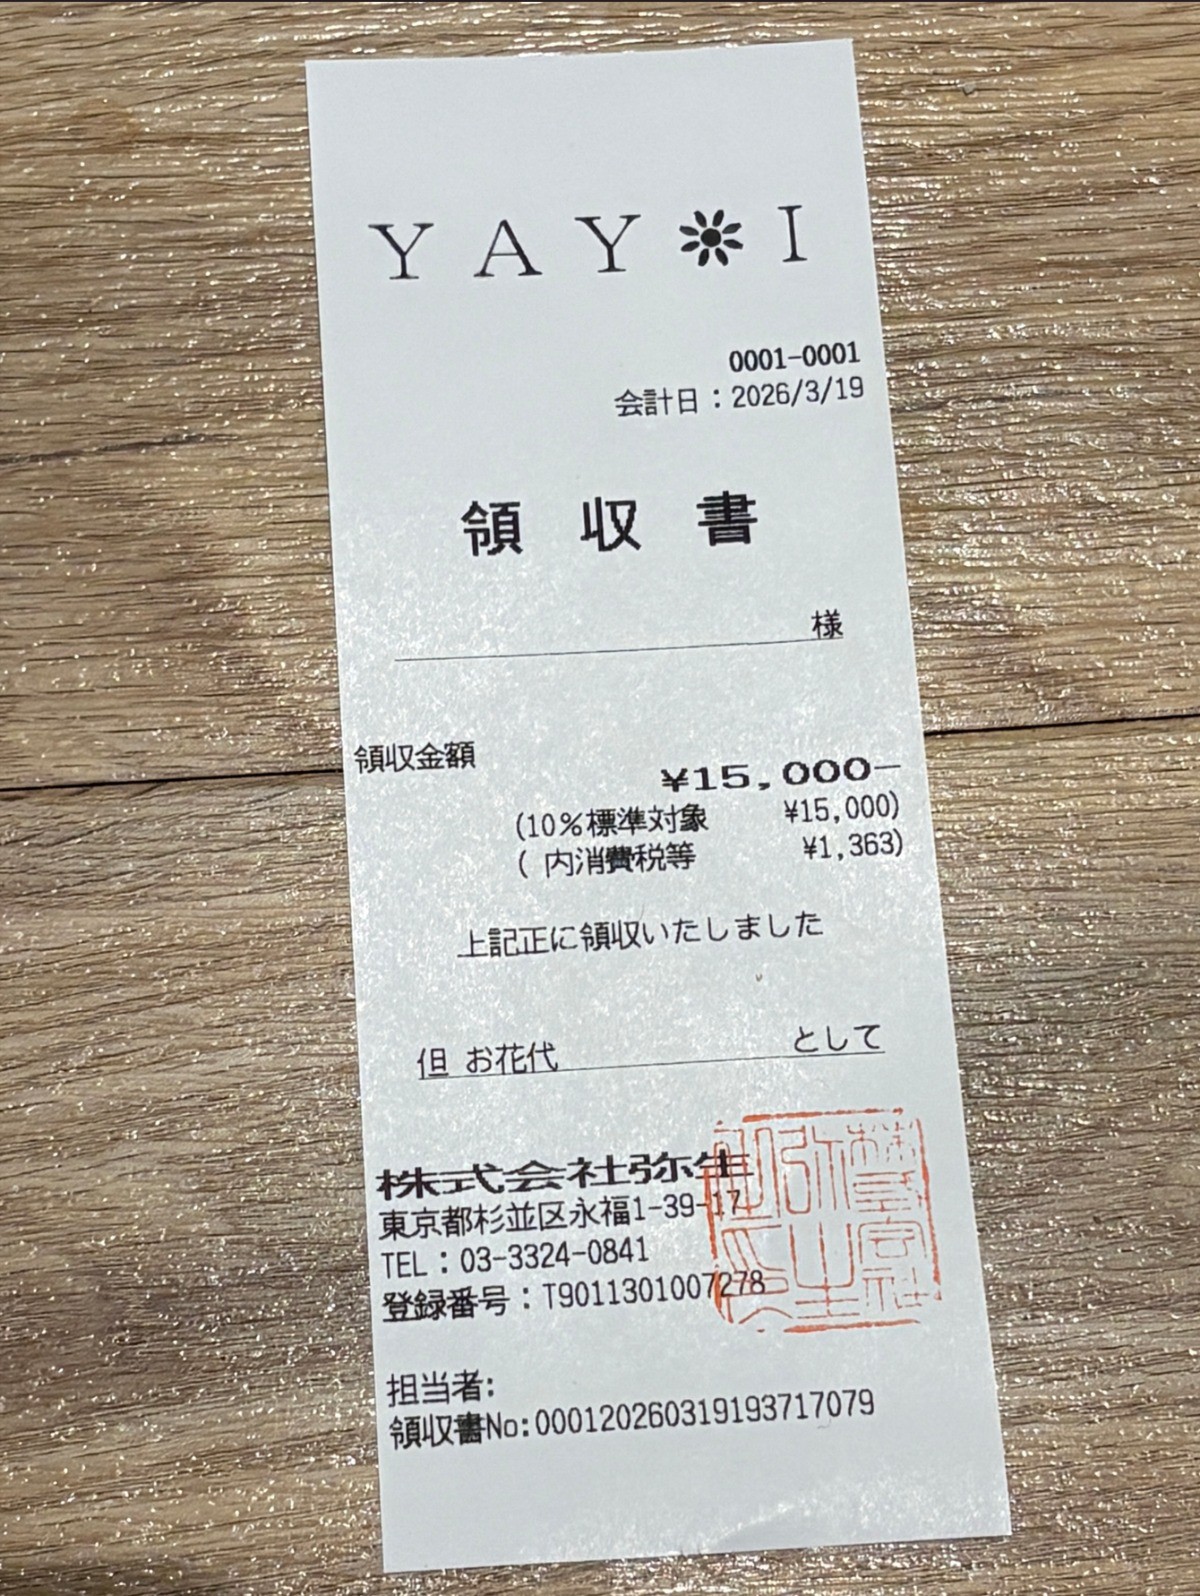 YAYOI
0001-0001
会計日：2026/3/19
領収書
様
領収金額
¥15,000-
(10%標準対象 ¥15,000)
( 内消費税等 ¥1,363)
上記正に領収いたしました
但 お花代 として
株式会社弥生
東京都杉並区永福1-39-17
TEL：03-3324-0841
登録番号：T9011301007278
担当者:
領収書No:000120260319193717079